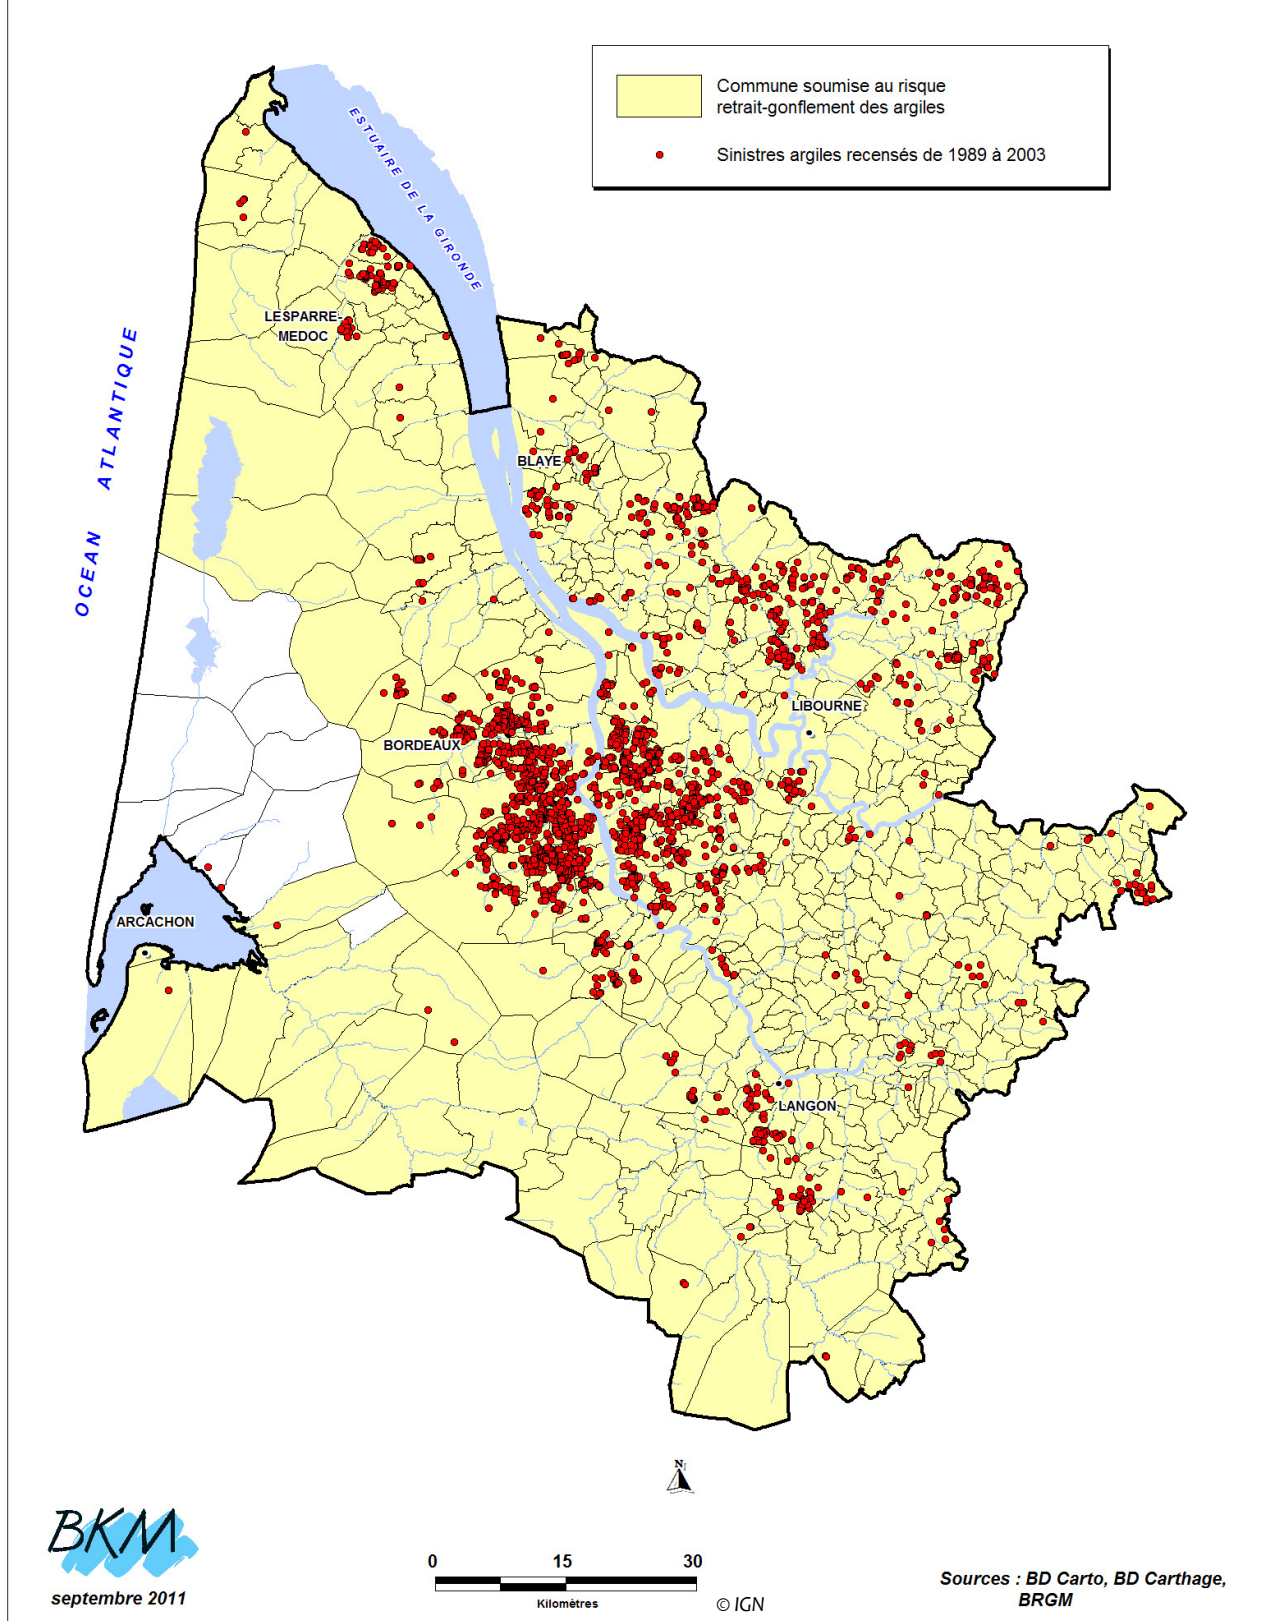 Commune soumise au risque
retrait-gonflement des argiles
Sinistres argiles recensés de 1989 à 2003
ESTUAIRE DE LA GIRONDE
OCEAN ATLANTIQUE
LESPARRE-
MEDOC
BLAYE
LIBOURNE
BORDEAUX
ARCACHON
LANGON
N
BKM
septembre 2011
0 15 30
Kilomètres
© IGN
Sources : BD Carto, BD Carthage,
BRGM